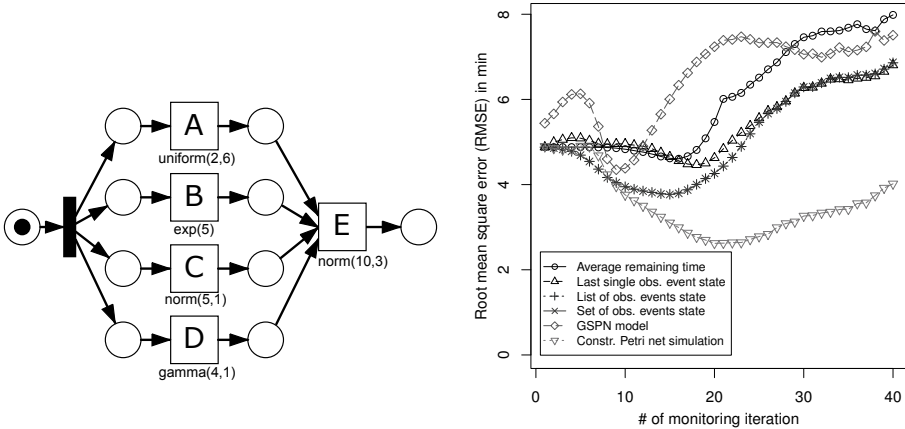 A
uniform(2,6)
B
exp(5)
C
norm(5,1)
D
gamma(4,1)
E
norm(10,3)
Root mean square error (RMSE) in min
8
6
4
2
0
Average remaining time
Last single obs. event state
List of obs. events state
Set of obs. events state
GSPN model
Constr. Petri net simulation
0
10
20
30
40
# of monitoring iteration